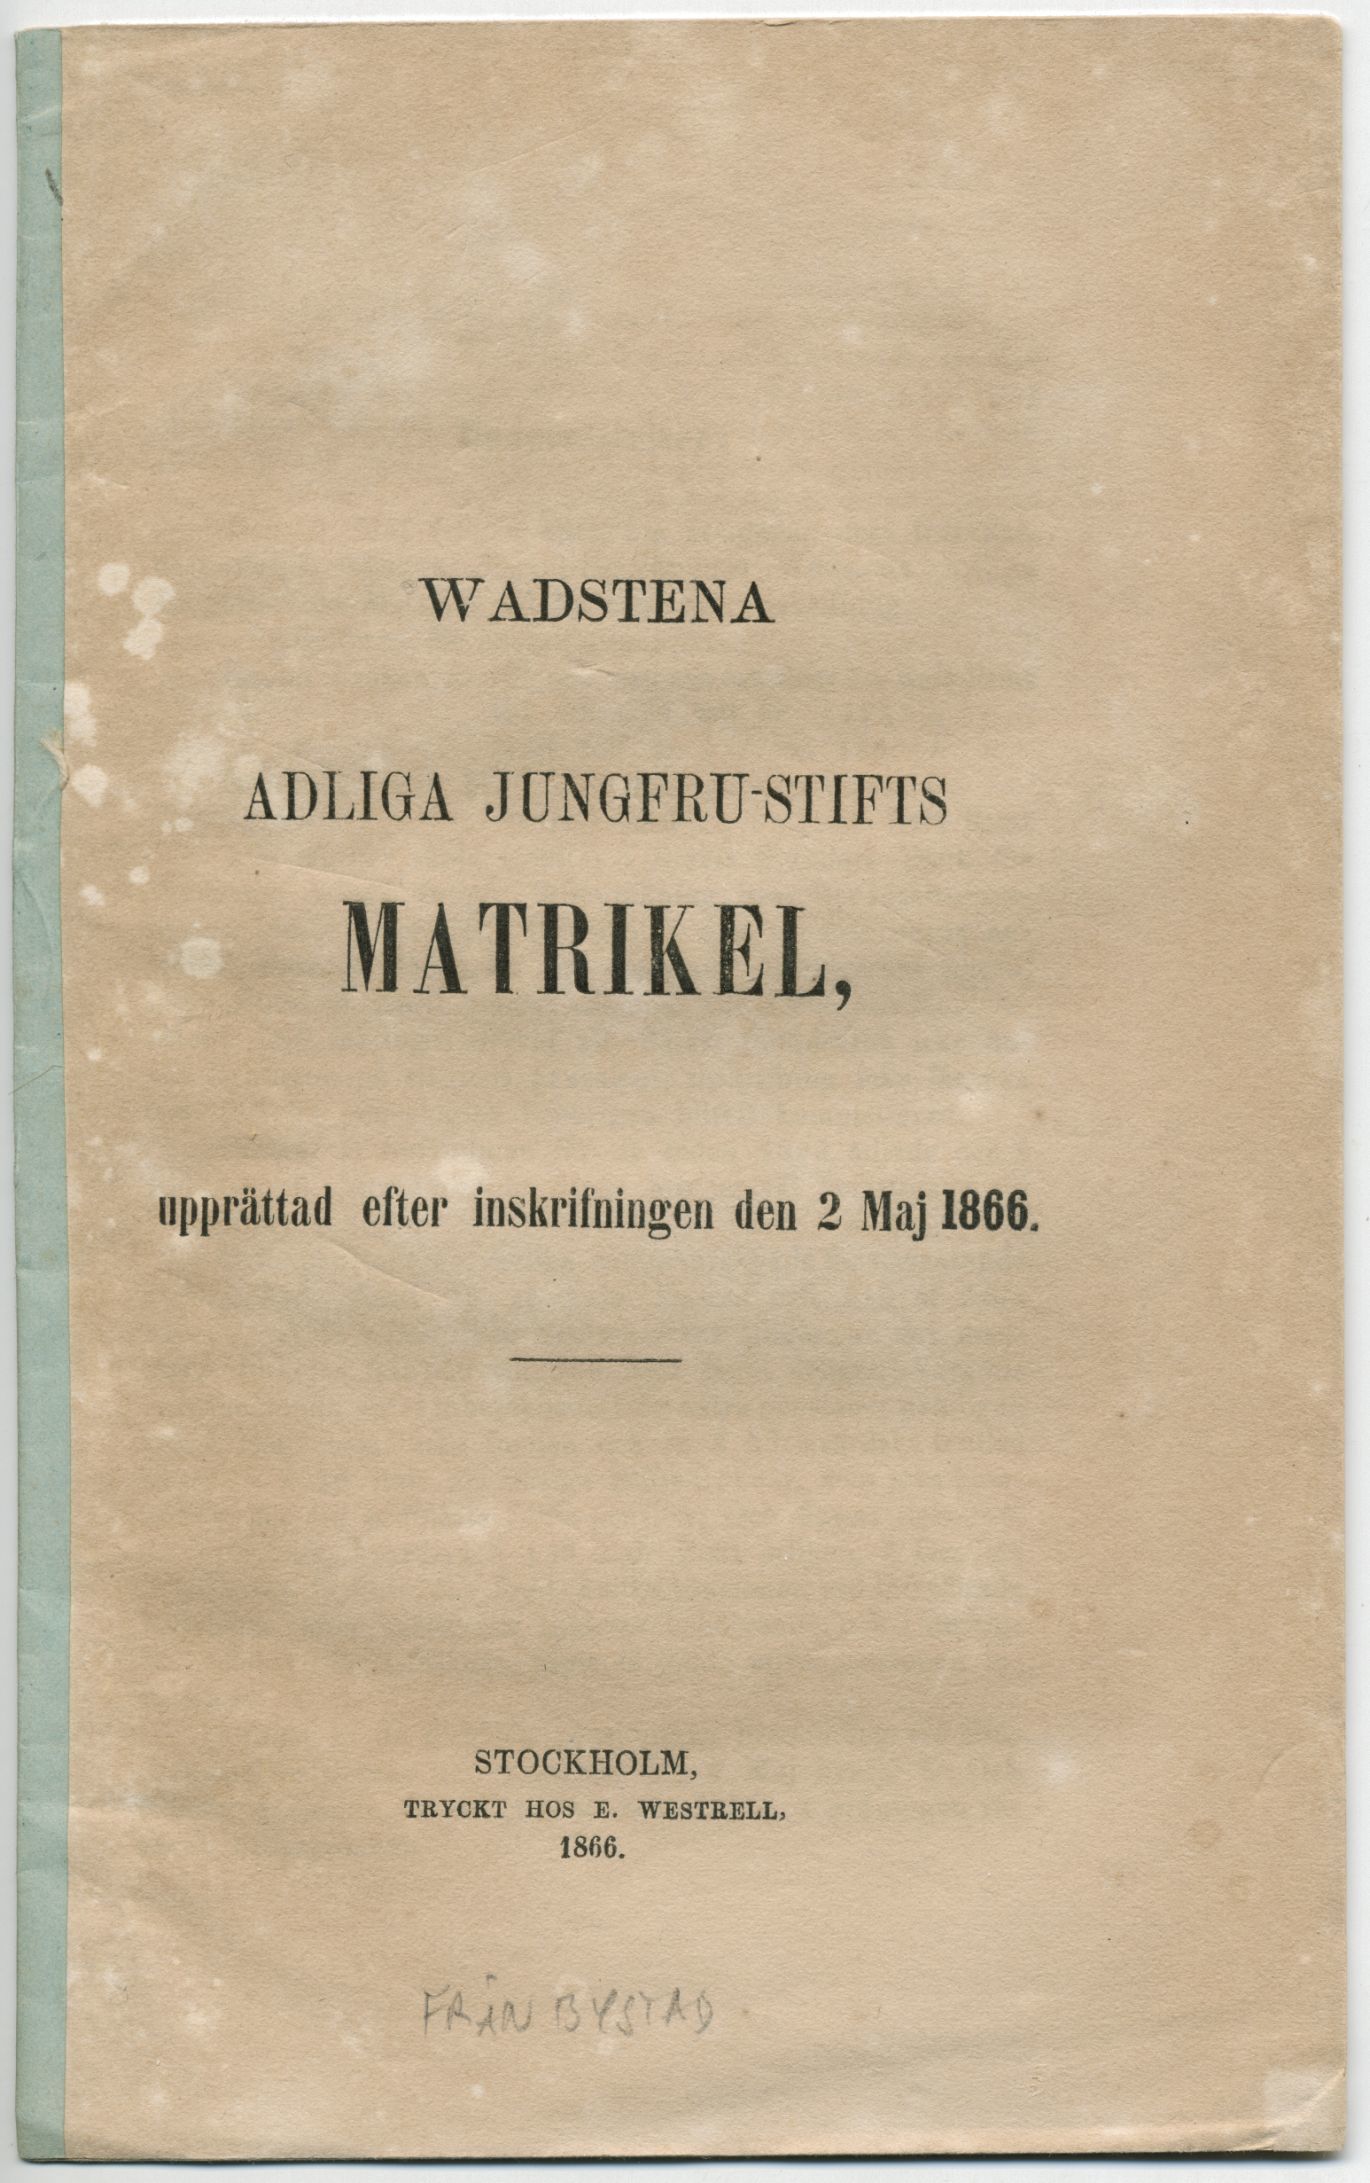 WADSTENA
ADLIGA JUNGFRU-STIFTS
MATRIKEL,
upprättad efter inskrifningen den 2 Maj 1866.
STOCKHOLM,
TRYCKT HOS E. WESTRELL,
1866.
FRÅN BYSTAD